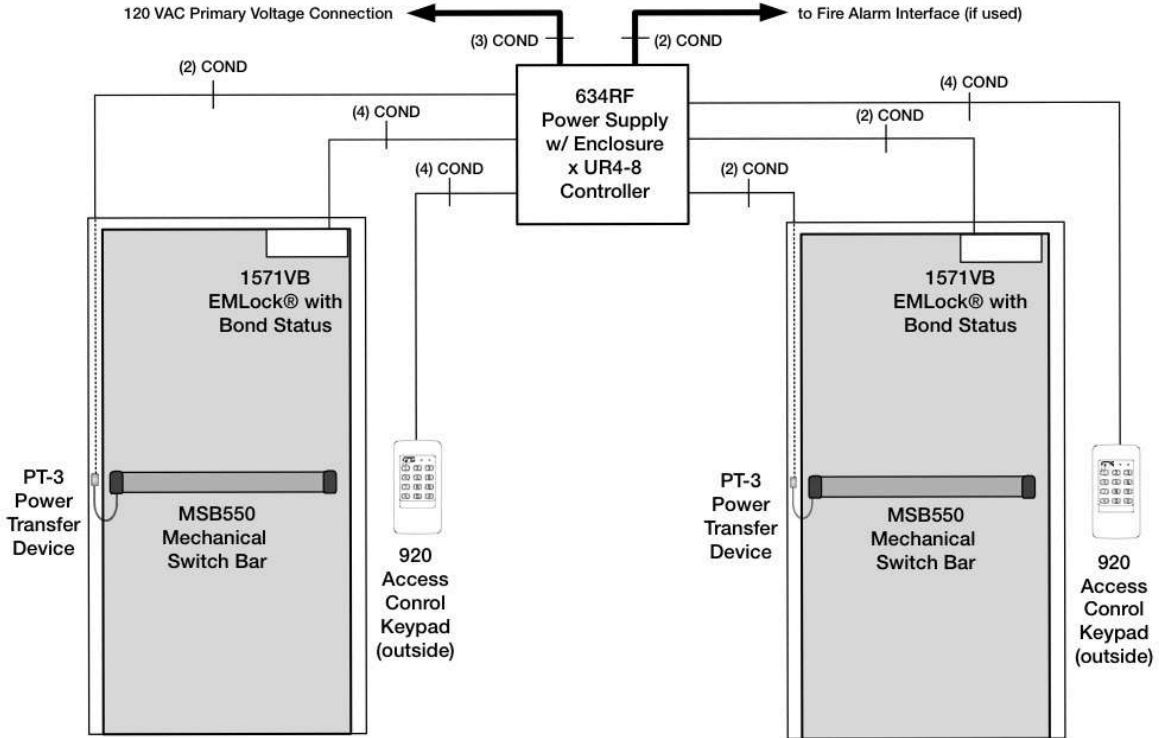 120 VAC Primary Voltage Connection
to Fire Alarm Interface (if used)
(3) COND
(2) COND
(2) COND
(4) COND
(4) COND
634RF
Power Supply
w/ Enclosure
x UR4-8
Controller
(4) COND
(2) COND
(2) COND
1571VB
EMLock® with
Bond Status
1571VB
EMLock® with
Bond Status
PT-3
Power
Transfer
Device
MSB550
Mechanical
Switch Bar
920
Access
Conrol
Keypad
(outside)
PT-3
Power
Transfer
Device
MSB550
Mechanical
Switch Bar
920
Access
Conrol
Keypad
(outside)